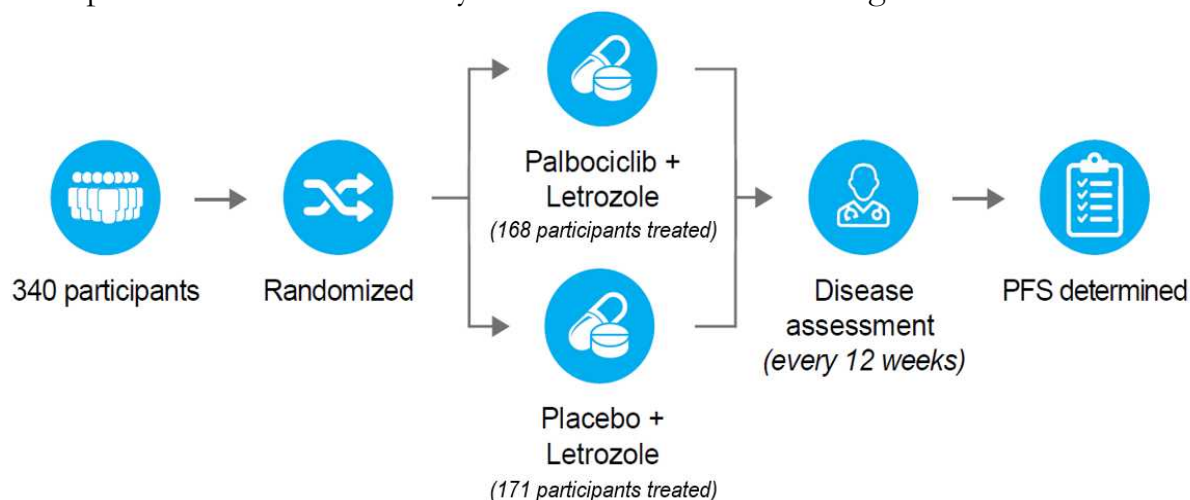 340 participants
Randomized
Palbociclib +
Letrozole
(168 participants treated)
Placebo +
Letrozole
(171 participants treated)
Disease
assessment
(every 12 weeks)
PFS determined